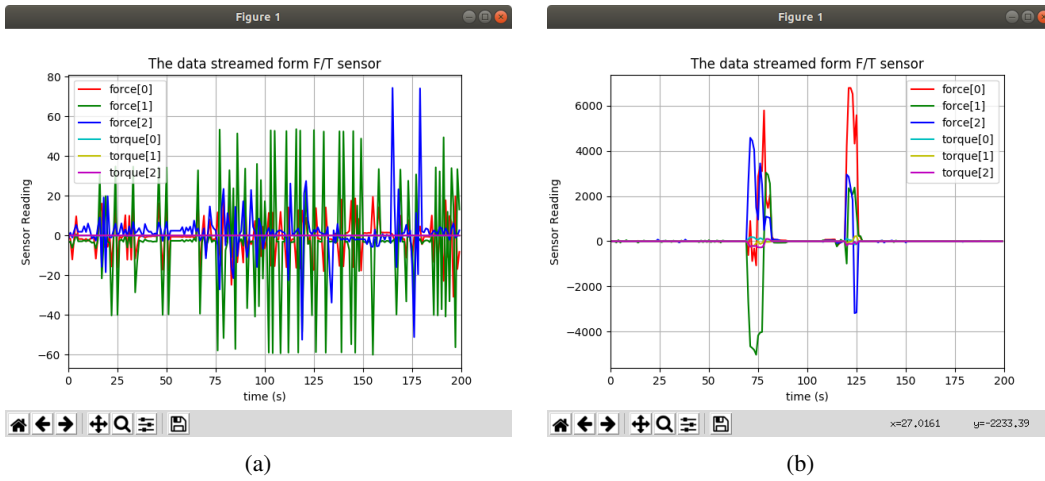 Figure 1
The data streamed form F/T sensor
80
60
40
20
0
−20
−40
−60
Sensor Reading
force[0]
force[1]
force[2]
torque[0]
torque[1]
torque[2]
0 25 50 75 100 125 150 175 200
time (s)
(a)
Figure 1
The data streamed form F/T sensor
6000
4000
2000
0
−2000
−4000
Sensor Reading
force[0]
force[1]
force[2]
torque[0]
torque[1]
torque[2]
0 25 50 75 100 125 150 175 200
time (s)
x=27.0161 y=-2233.39
(b)